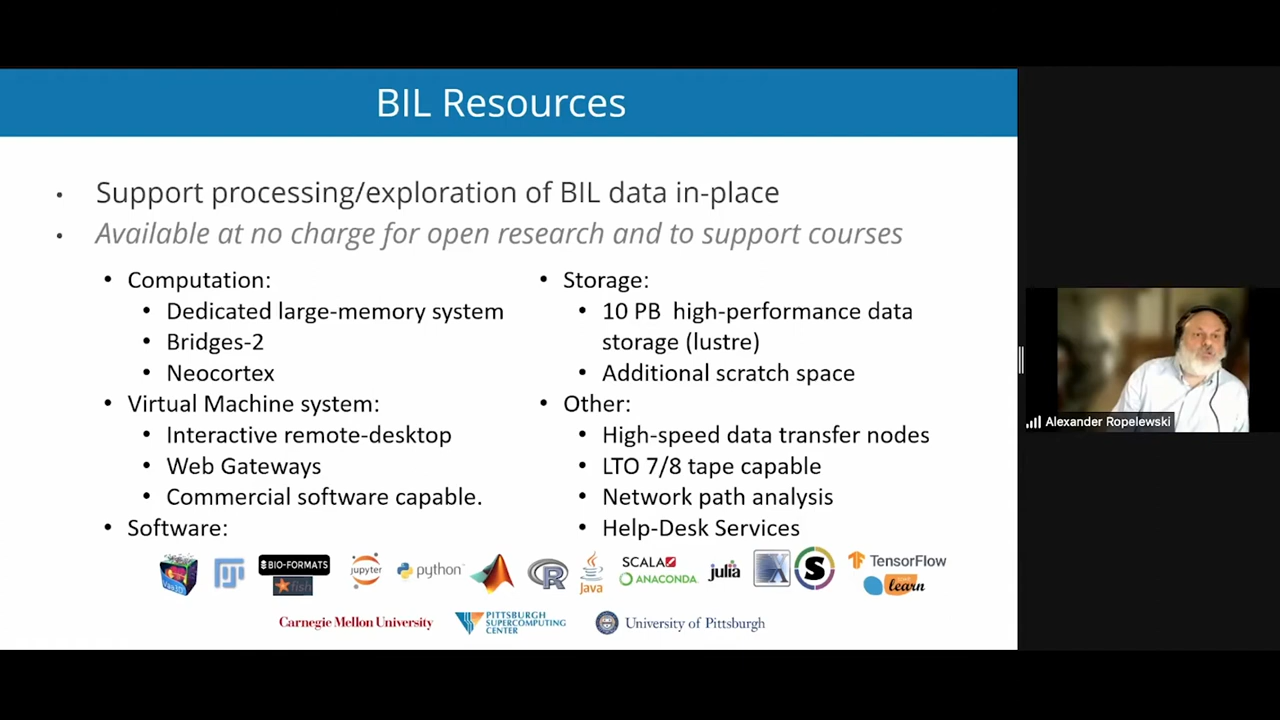 BIL Resources
Support processing/exploration of BIL data in-place
Available at no charge for open research and to support courses
Computation:
Dedicated large-memory system
Bridges-2
Neocortex
Virtual Machine system:
Interactive remote-desktop
Web Gateways
Commercial software capable.
Software:
Storage:
10 PB high-performance data
storage (lustre)
Additional scratch space
Other:
High-speed data transfer nodes
LTO 7/8 tape capable
Network path analysis
Help-Desk Services
BIO-FORMATS
fish
jupyter
python
R
Java
SCALA
ANACONDA
julia
X
S
TensorFlow
learn
Carnegie Mellon University
PITTSBURGH
SUPERCOMPUTING
CENTER
University of Pittsburgh
Alexander Ropelewski